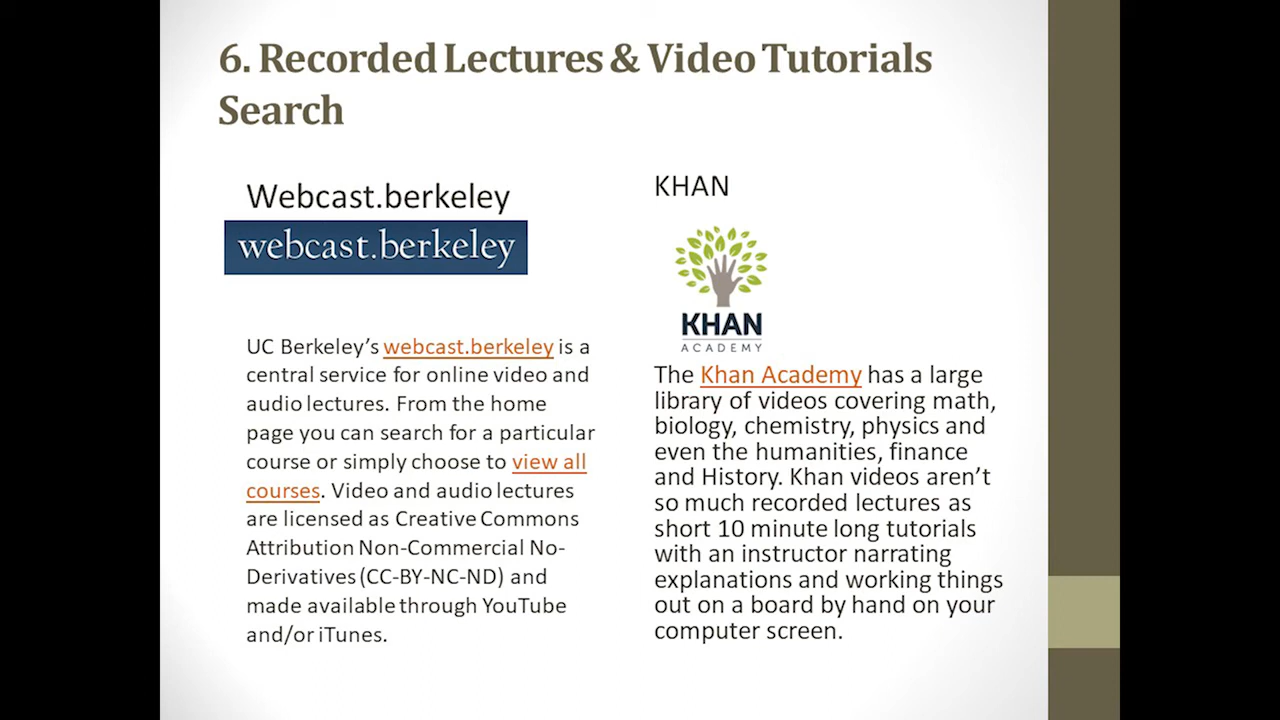 6. Recorded Lectures & Video Tutorials
Search
Webcast.berkeley
webcast.berkeley
UC Berkeley’s webcast.berkeley is a
central service for online video and
audio lectures. From the home
page you can search for a particular
course or simply choose to view all
courses. Video and audio lectures
are licensed as Creative Commons
Attribution Non-Commercial No-
Derivatives (CC-BY-NC-ND) and
made available through YouTube
and/or iTunes.
KHAN
KHAN
ACADEMY
The Khan Academy has a large
library of videos covering math,
biology, chemistry, physics and
even the humanities, finance
and History. Khan videos aren’t
so much recorded lectures as
short 10 minute long tutorials
with an instructor narrating
explanations and working things
out on a board by hand on your
computer screen.